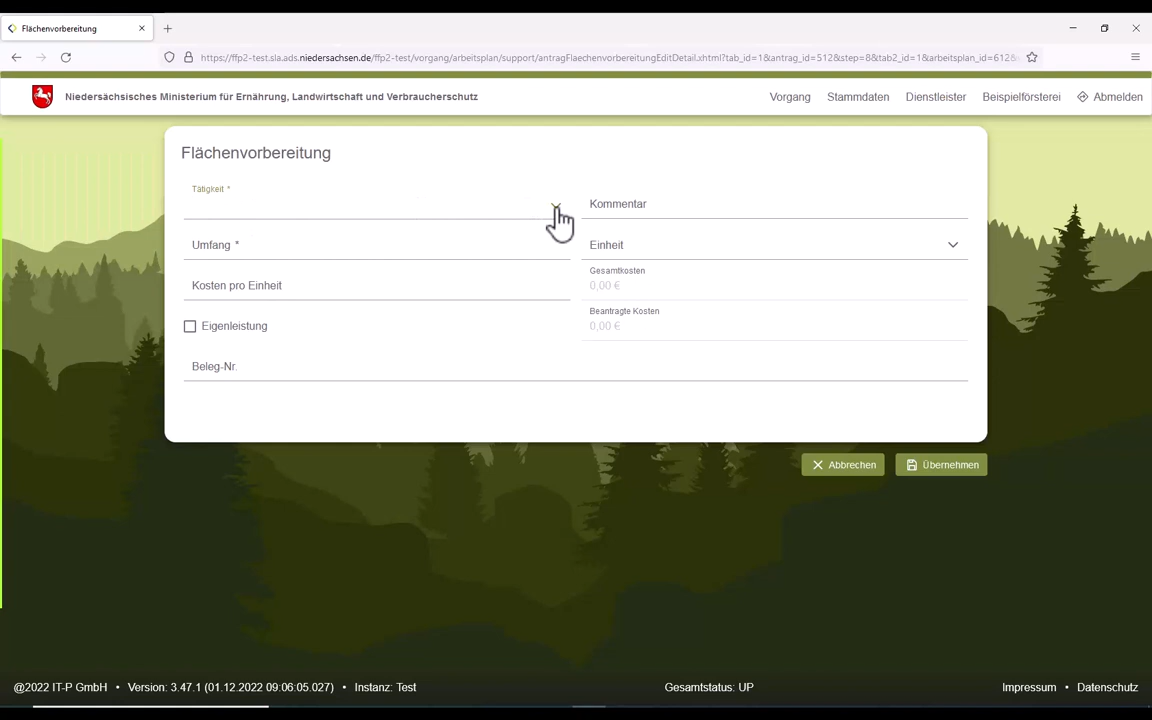 Flächenvorbereitung
https://ffp2-test.sla.ads.niedersachsen.de/ffp2-test/vorgang/arbeitsplan/support/antragFlaechenvorbereitungEditDetail.xhtml?tab_id=1&antrag_id=512&step=8&tab2_id=1&arbeitsplan_id=612&
Niedersächsisches Ministerium für Ernährung, Landwirtschaft und Verbraucherschutz
Vorgang Stammdaten Dienstleister Beispielförsterei Abmelden
Flächenvorbereitung
Tätigkeit *
Kommentar
Umfang *
Einheit
Kosten pro Einheit
Gesamtkosten
0,00 €
Eigenleistung
Beantragte Kosten
0,00 €
Beleg-Nr.
Abbrechen Übernehmen
@2022 IT-P GmbH • Version: 3.47.1 (01.12.2022 09:06:05.027) • Instanz: Test
Gesamtstatus: UP
Impressum • Datenschutz